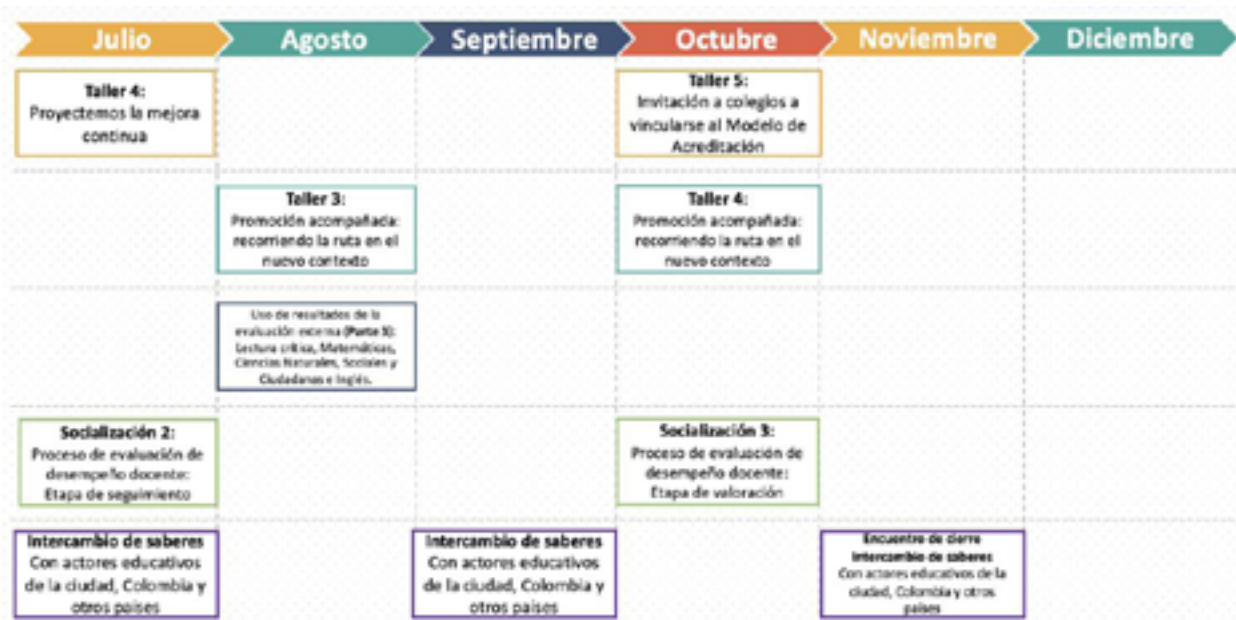 Julio
Agosto
Septiembre
Octubre
Noviembre
Diciembre
Taller 4:
Proyectemos la mejora
continua
Taller 5:
Invitación a colegios a
vincularse al Modelo de
Acreditación
Taller 3:
Promoción acompañada:
recorriendo la ruta en el
nuevo contexto
Taller 4:
Promoción acompañada:
recorriendo la ruta en el
nuevo contexto
Uso de resultados de la
evaluación externa (Parte):
Lectura crítica, Matemáticas,
Ciencias Naturales, Sociales y
Ciudadanas e Inglés.
Socialización 2:
Proceso de evaluación de
desempeño docente:
Etapa de seguimiento
Socialización 3:
Proceso de evaluación de
desempeño docente:
Etapa de valoración
Intercambio de saberes
Con actores educativos
de la ciudad, Colombia y
otros países
Intercambio de saberes
Con actores educativos
de la ciudad, Colombia y
otros países
Encuentro de cierre
Intercambio de saberes
Con actores educativos de la
ciudad, Colombia y otros
países